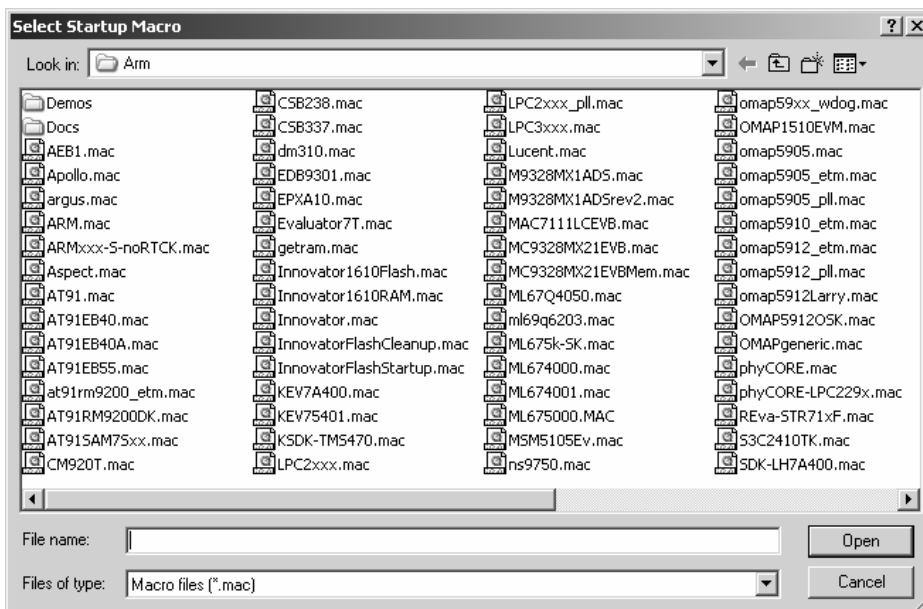 Select Startup Macro
Look in: Arm
Demos
Docs
AEB1.mac
Apollo.mac
argus.mac
ARM.mac
ARMxxx-S-noRTCK.mac
Aspect.mac
AT91.mac
AT91EB40.mac
AT91EB40A.mac
AT91EB55.mac
at91rm9200_etm.mac
AT91RM9200DK.mac
AT91SAM7Sxx.mac
CM920T.mac
CSB238.mac
CSB337.mac
dm310.mac
EDB9301.mac
EPXA10.mac
Evaluator7T.mac
getram.mac
Innovator1610Flash.mac
Innovator1610RAM.mac
Innovator.mac
InnovatorFlashCleanup.mac
InnovatorFlashStartup.mac
KEV7A400.mac
KEV75401.mac
KSDK-TMS470.mac
LPC2xxx.mac
LPC2xxx_pll.mac
LPC3xxx.mac
Lucent.mac
M9328MX1ADS.mac
M9328MX1ADSrev2.mac
MAC7111LCEVB.mac
MC9328MX21EVB.mac
MC9328MX21EVBMem.mac
ML67Q4050.mac
ml69q6203.mac
ML675k-SK.mac
ML674000.mac
ML674001.mac
ML675000.MAC
MSM5105Ev.mac
ns9750.mac
omap59xx_wdog.mac
OMAP1510EVM.mac
omap5905.mac
omap5905_etm.mac
omap5905_pll.mac
omap5910_etm.mac
omap5912_etm.mac
omap5912_pll.mac
omap5912Larry.mac
OMAP5912OSK.mac
OMAPgeneric.mac
phyCORE.mac
phyCORE-LPC229x.mac
REva-STR71xF.mac
S3C2410TK.mac
SDK-LH7A400.mac
File name:
Open
Files of type: Macro files (*.mac)
Cancel